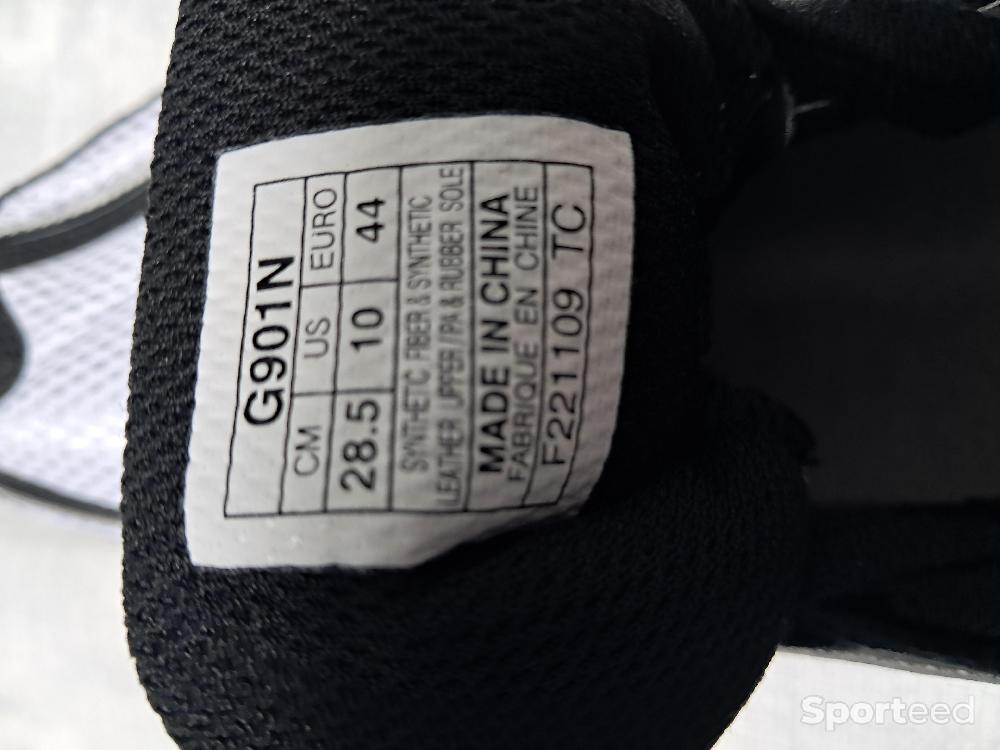 G901N
CM US EURO
28.5 10 44
SYNTHETIC FIBER & SYNTHETIC
LEATHER UPPER / PA & RUBBER SOLE
MADE IN CHINA
FABRIQUE EN CHINE
F221109 TC
Sporteed